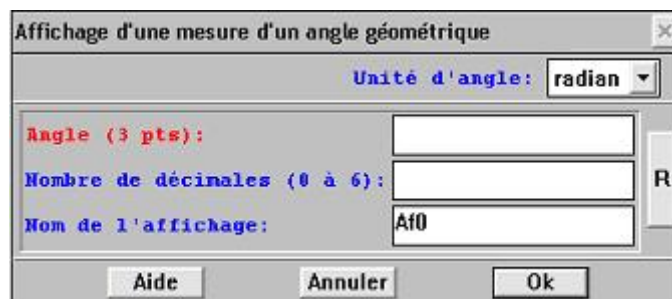 Affichage d'une mesure d'un angle géométrique
Unité d'angle: radian
Angle (3 pts):
Nombre de décimales (0 à 6):
R
Nom de l'affichage: Af0
Aide Annuler Ok